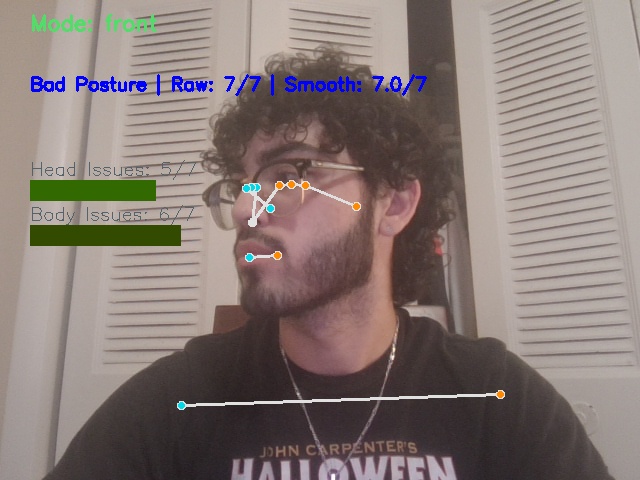 Mode: front
Bad Posture | Raw: 7/7 | Smooth: 7.0/7
Head Issues: 5/7
Body Issues: 6/7
JOHN CARPENTER'S
HALLOWEEN